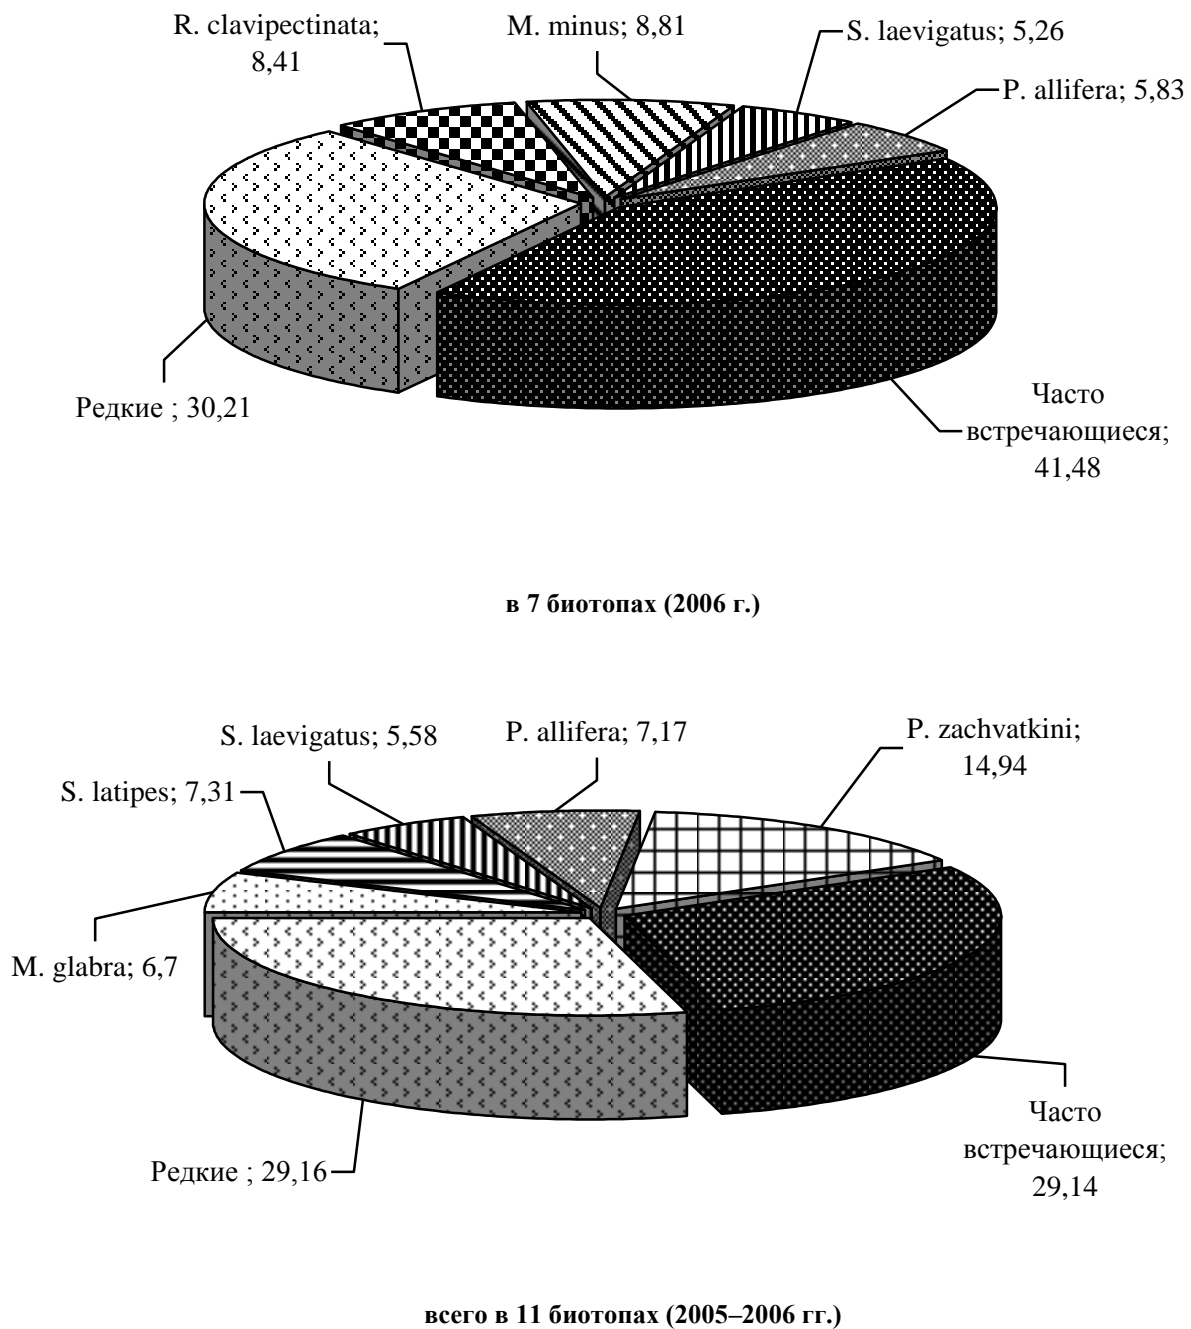 R. clavipectinata;
8,41
M. minus; 8,81
S. laevigatus; 5,26
P. allifera; 5,83
Редкие ; 30,21
Часто
встречающиеся;
41,48
в 7 биотопах (2006 г.)
S. laevigatus; 5,58
P. allifera; 7,17
P. zachvatkini;
14,94
S. latipes; 7,31
M. glabra; 6,7
Редкие ; 29,16
Часто
встречающиеся;
29,14
всего в 11 биотопах (2005–2006 гг.)